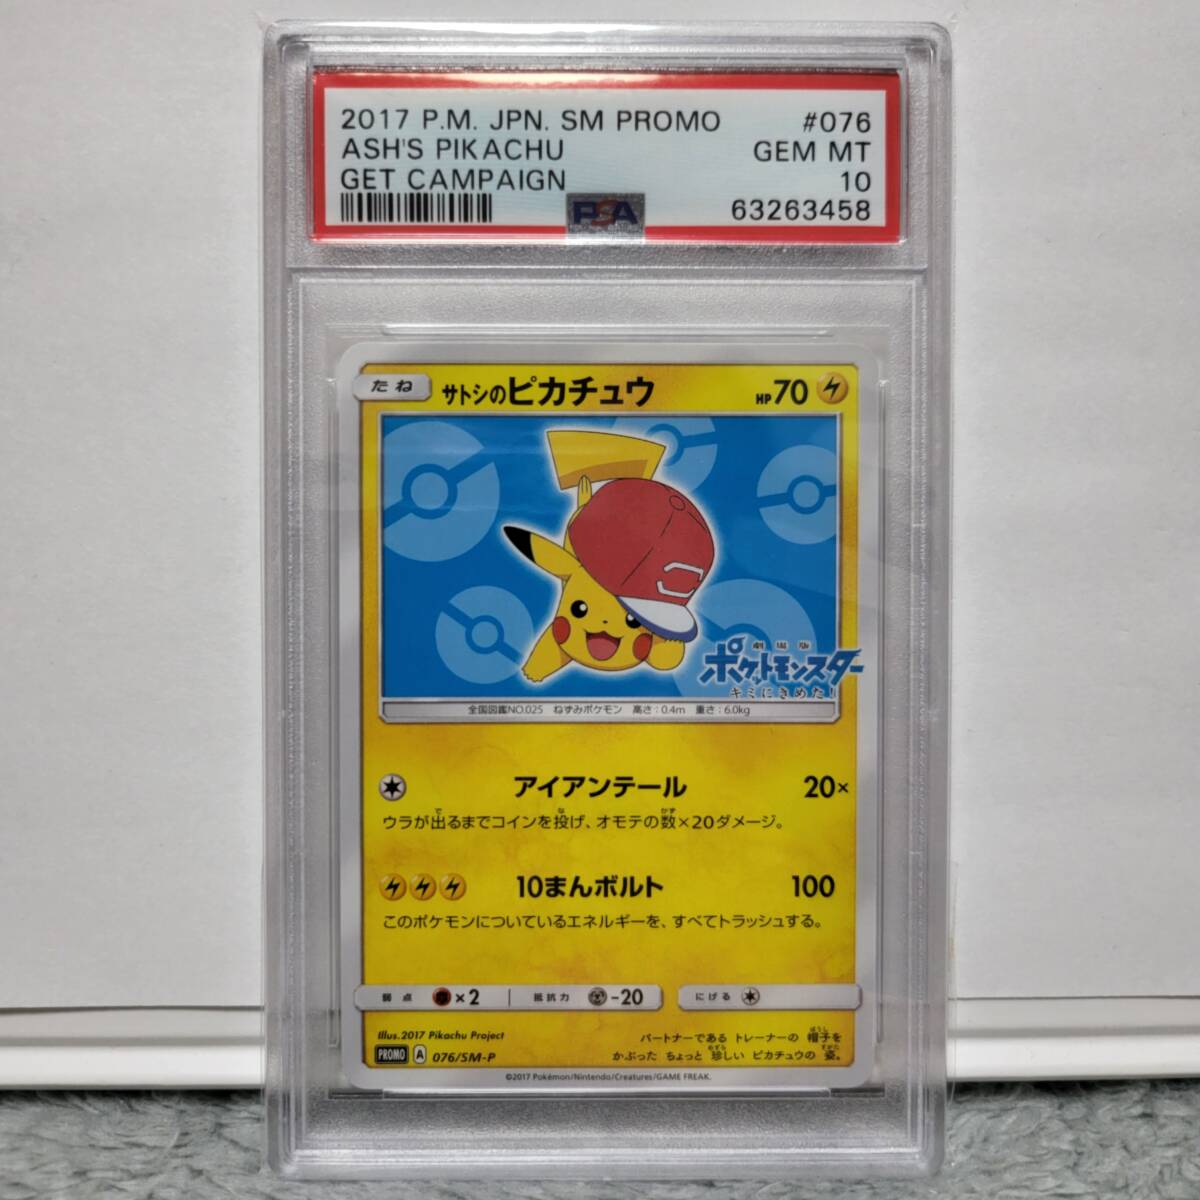 2017 P.M. JPN. SM PROMO #076
ASH'S PIKACHU GEM MT
GET CAMPAIGN 10
PSA 63263458
たね サトシのピカチュウ HP70
劇場版
ポケットモンスター
キミにきめた!
全国図鑑NO.025 ねずみポケモン 高さ:0.4m 重さ:6.0kg
アイアンテール 20×
ウラが出るまでコインを投げ、オモテの数×20ダメージ。
10まんボルト 100
このポケモンについているエネルギーを、すべてトラッシュする。
弱点 ×2 抵抗力 -20 にげる
Illus.2017 Pikachu Project
PROMO A 076/SM-P
パートナーである トレーナーの 帽子を
かぶった ちょっと 珍しい ピカチュウの 姿。
©2017 Pokémon/Nintendo/Creatures/GAME FREAK.